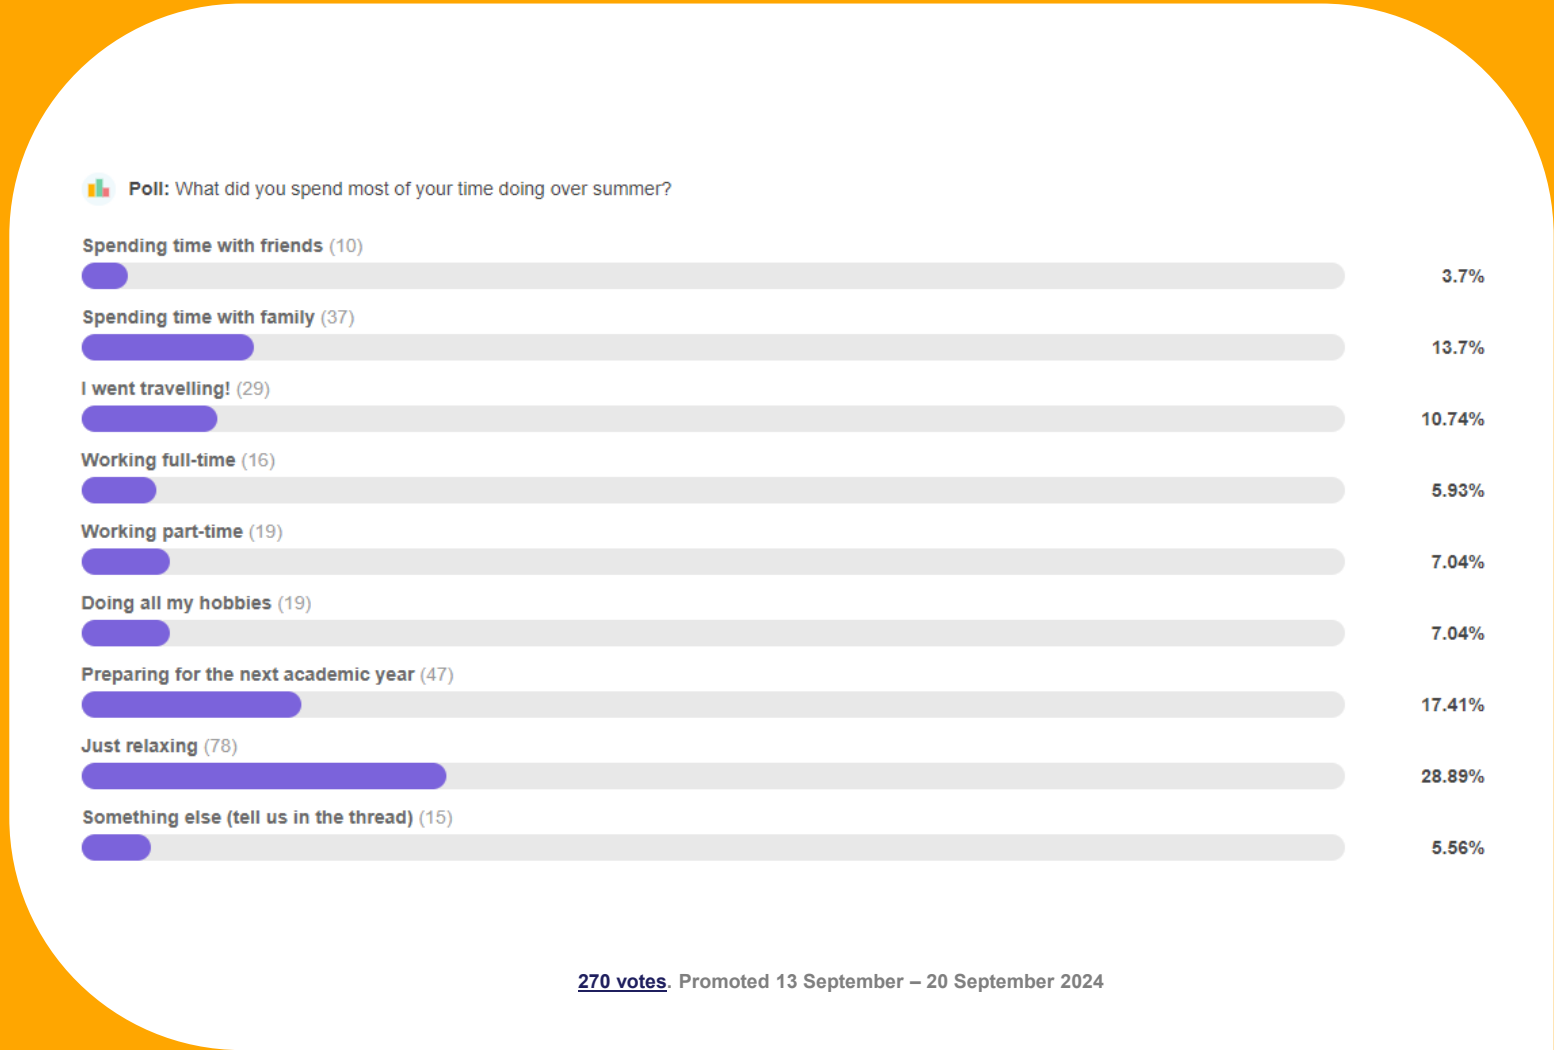 Poll: What did you spend most of your time doing over summer?
Spending time with friends (10)
3.7%
Spending time with family (37)
13.7%
I went travelling! (29)
10.74%
Working full-time (16)
5.93%
Working part-time (19)
7.04%
Doing all my hobbies (19)
7.04%
Preparing for the next academic year (47)
17.41%
Just relaxing (78)
28.89%
Something else (tell us in the thread) (15)
5.56%
270 votes. Promoted 13 September – 20 September 2024